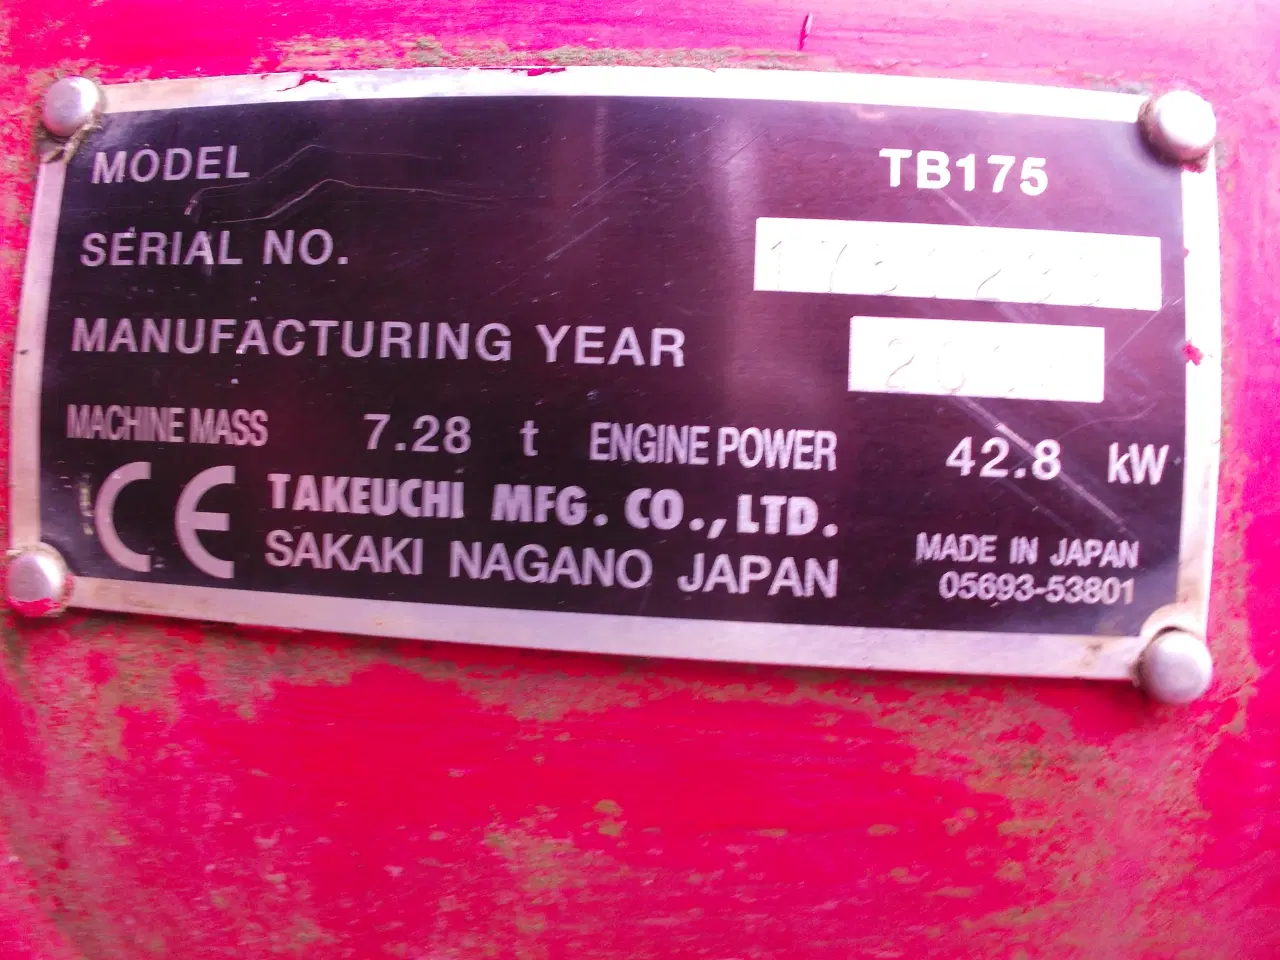 MODEL TB175
SERIAL NO.
MANUFACTURING YEAR
MACHINE MASS 7.28 t ENGINE POWER 42.8 kW
CE TAKEUCHI MFG. CO., LTD.
SAKAKI NAGANO JAPAN
MADE IN JAPAN
05693-53801